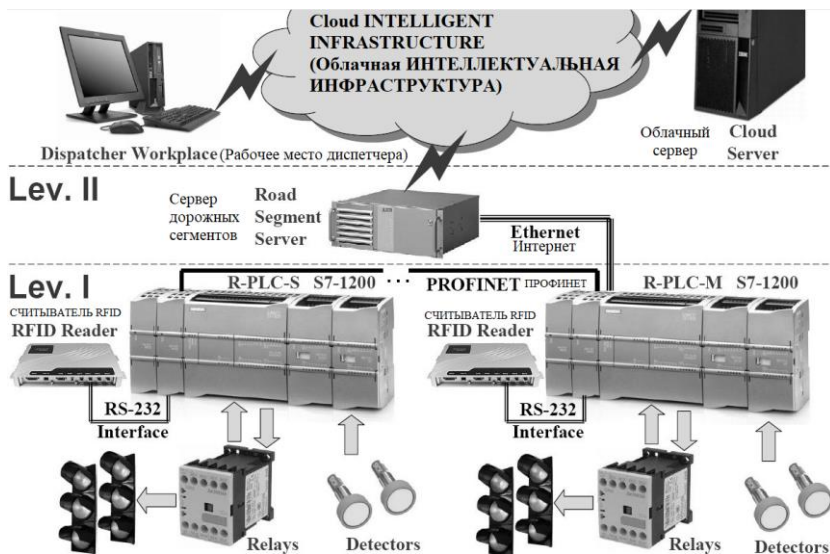 Cloud INTELLIGENT
INFRASTRUCTURE
(Облачная ИНТЕЛЛЕКТУАЛЬНАЯ
ИНФРАСТРУКТУРА)
Dispatcher Workplace (Рабочее место диспетчера)
Облачный
сервер
Cloud
Server
Lev. II
Сервер
дорожных
сегментов
Road
Segment
Server
Ethernet
Интернет
Lev. I
R-PLC-S S7-1200
...
PROFINET ПРОФИНЕТ
R-PLC-M S7-1200
СЧИТЫВАТЕЛЬ RFID
RFID Reader
СЧИТЫВАТЕЛЬ RFID
RFID Reader
RS-232
Interface
RS-232
Interface
Relays
Detectors
Relays
Detectors